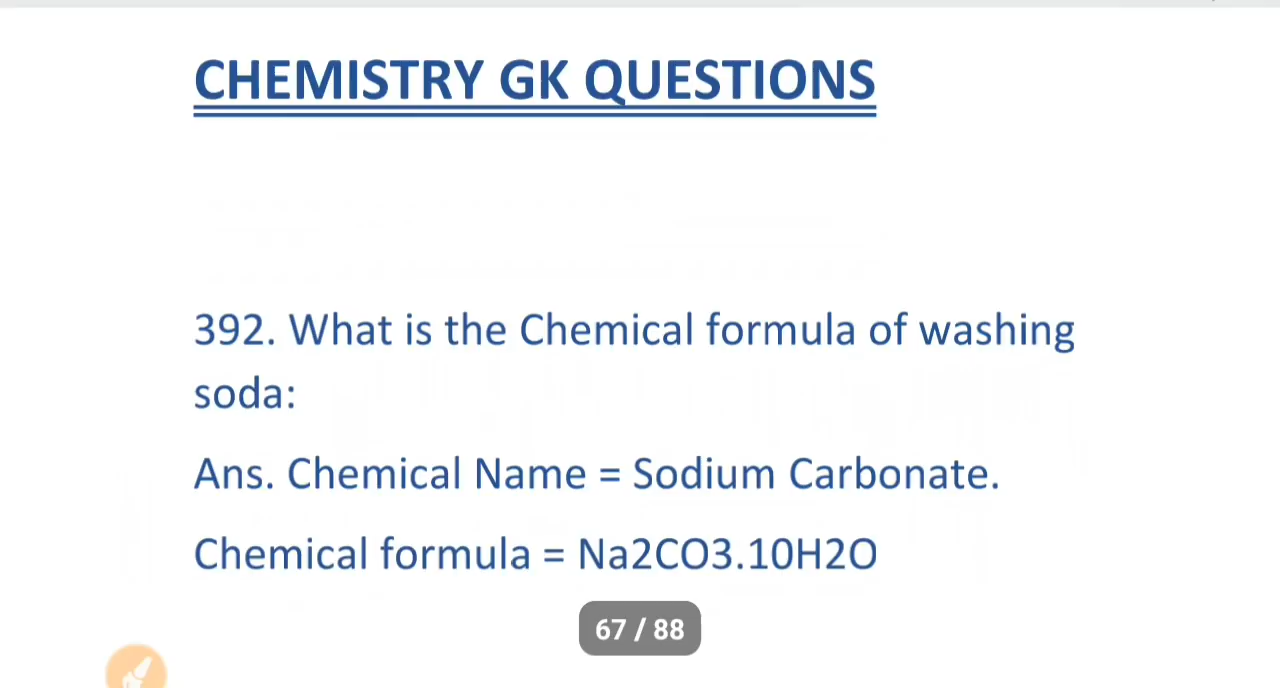 CHEMISTRY GK QUESTIONS
392. What is the Chemical formula of washing
soda:
Ans. Chemical Name = Sodium Carbonate.
Chemical formula = Na2CO3.10H2O
67 / 88